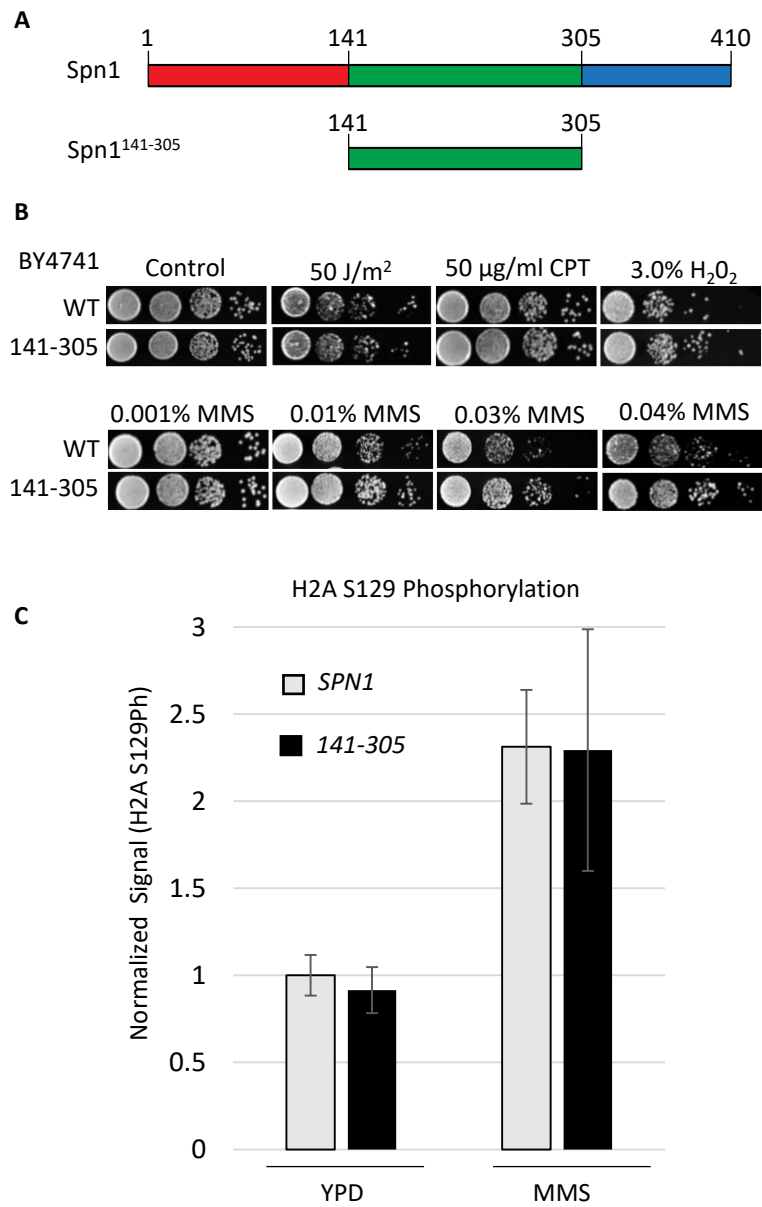 A
1 141 305 410
Spn1
141 305
Spn1141-305
B
BY4741 Control 50 J/m2 50 µg/ml CPT 3.0% H202
WT
141-305
0.001% MMS 0.01% MMS 0.03% MMS 0.04% MMS
WT
141-305
H2A S129 Phosphorylation
C
Normalized Signal (H2A S129Ph)
3
2.5
2
1.5
1
0.5
0
SPN1
141-305
YPD MMS